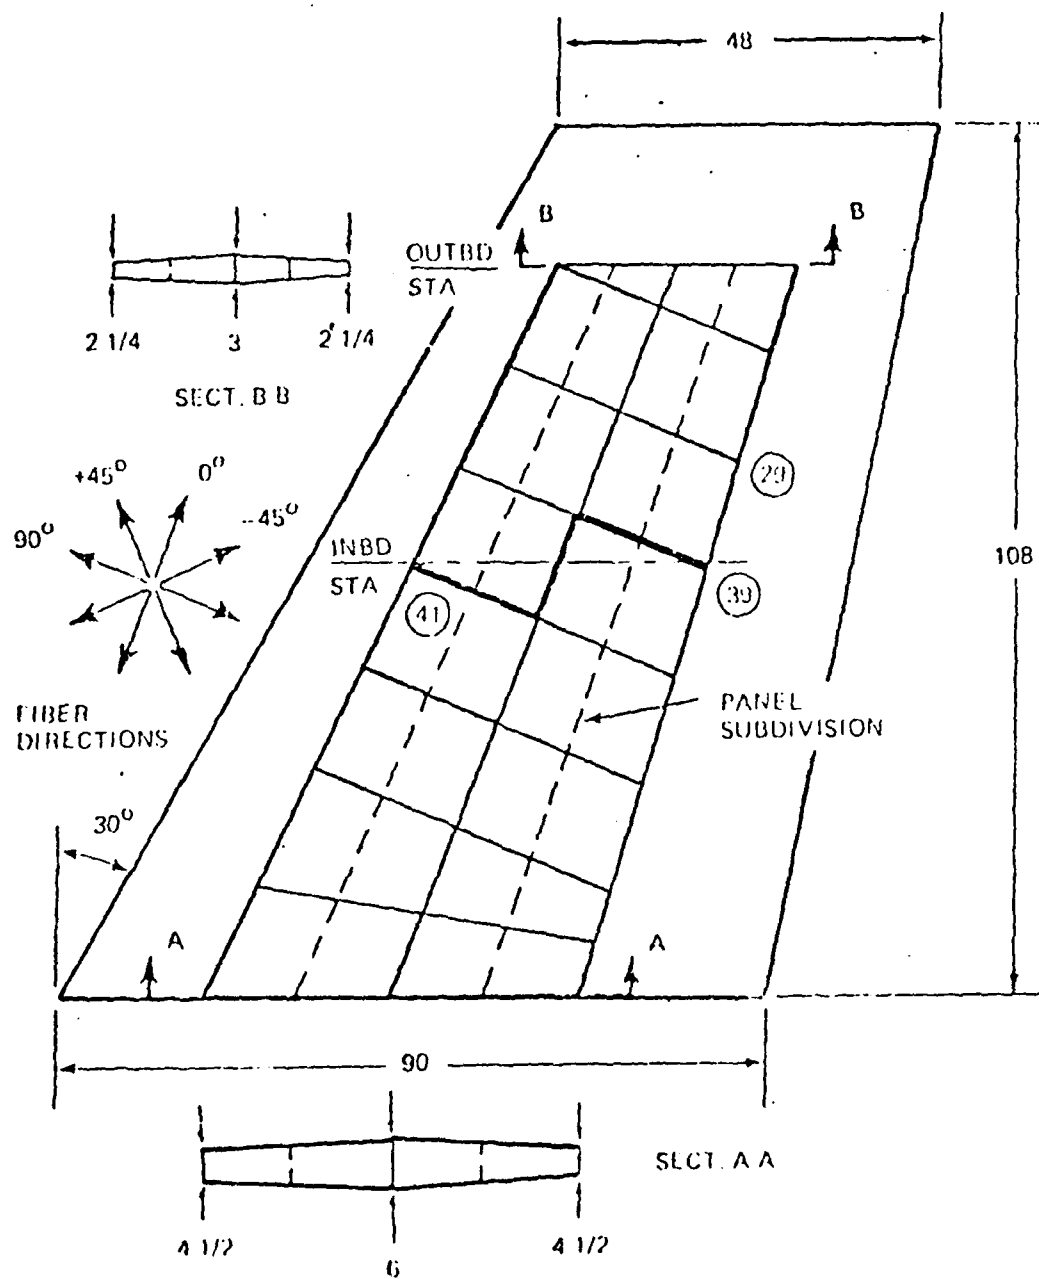 48
B
B
OUTBD
STA
2 1/4
3
2 1/4
SECT. B B
+45°
0°
--45°
90°
29
INBD
STA
108
39
41
FIBER
DIRECTIONS
PANEL
SUBDIVISION
30°
A
A
90
SECT. A A
4 1/2
6
4 1/2